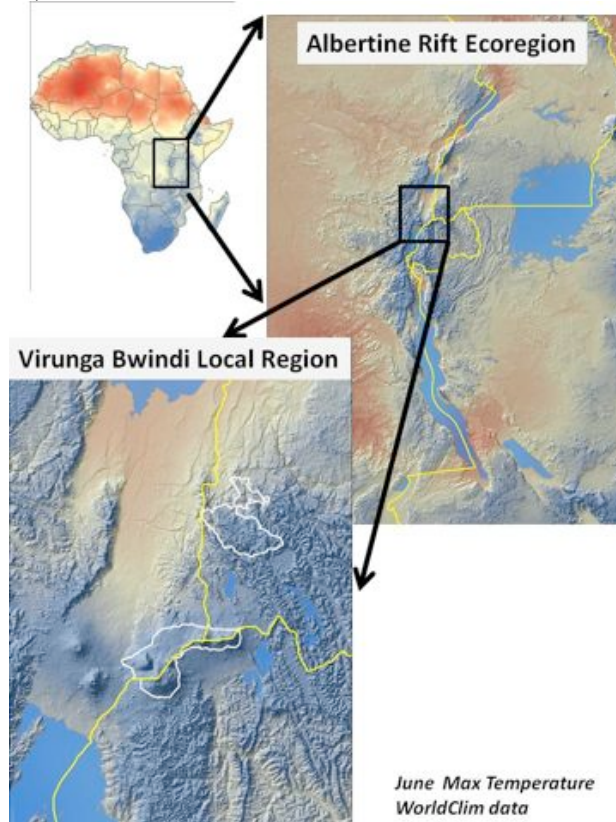 Albertine Rift Ecoregion
Virunga Bwindi Local Region
June Max Temperature
WorldClim data